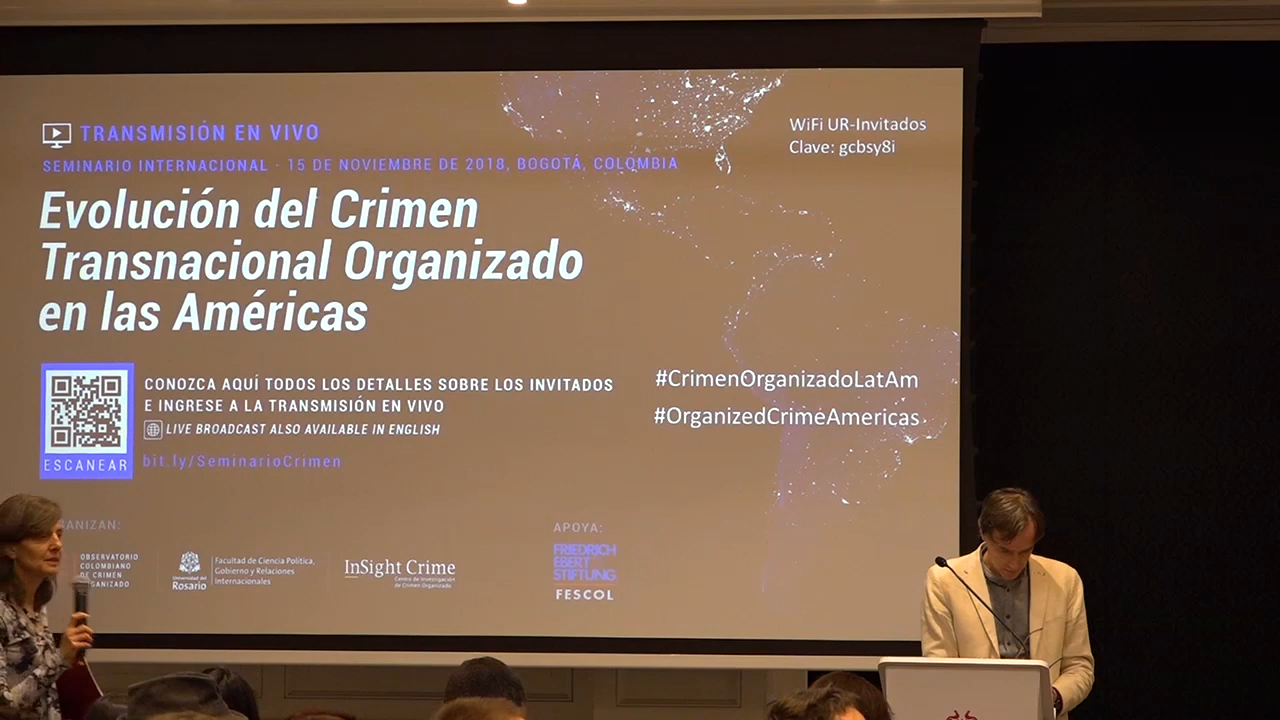 TRANSMISIÓN EN VIVO
SEMINARIO INTERNACIONAL - 15 DE NOVIEMBRE DE 2018, BOGOTÁ, COLOMBIA
Evolución del Crimen
Transnacional Organizado
en las Américas
WiFi UR-Invitados
Clave: gcbsy8i
CONOZCA AQUÍ TODOS LOS DETALLES SOBRE LOS INVITADOS
E INGRESE A LA TRANSMISIÓN EN VIVO
LIVE BROADCAST ALSO AVAILABLE IN ENGLISH
ESCANEAR
bit.ly/SeminarioCrimen
#CrimenOrganizadoLatAm
#OrganizedCrimeAmericas
ANIZAN:
OBSERVATORIO
COLOMBIANO
DE CRIMEN
ORGANIZADO
Universidad del
Rosario
Facultad de Ciencia Política,
Gobierno y Relaciones
Internacionales
InSight Crime
Centro de Investigación
de Crimen Organizado
APOYA:
FRIEDRICH
EBERT
STIFTUNG
FESCOL